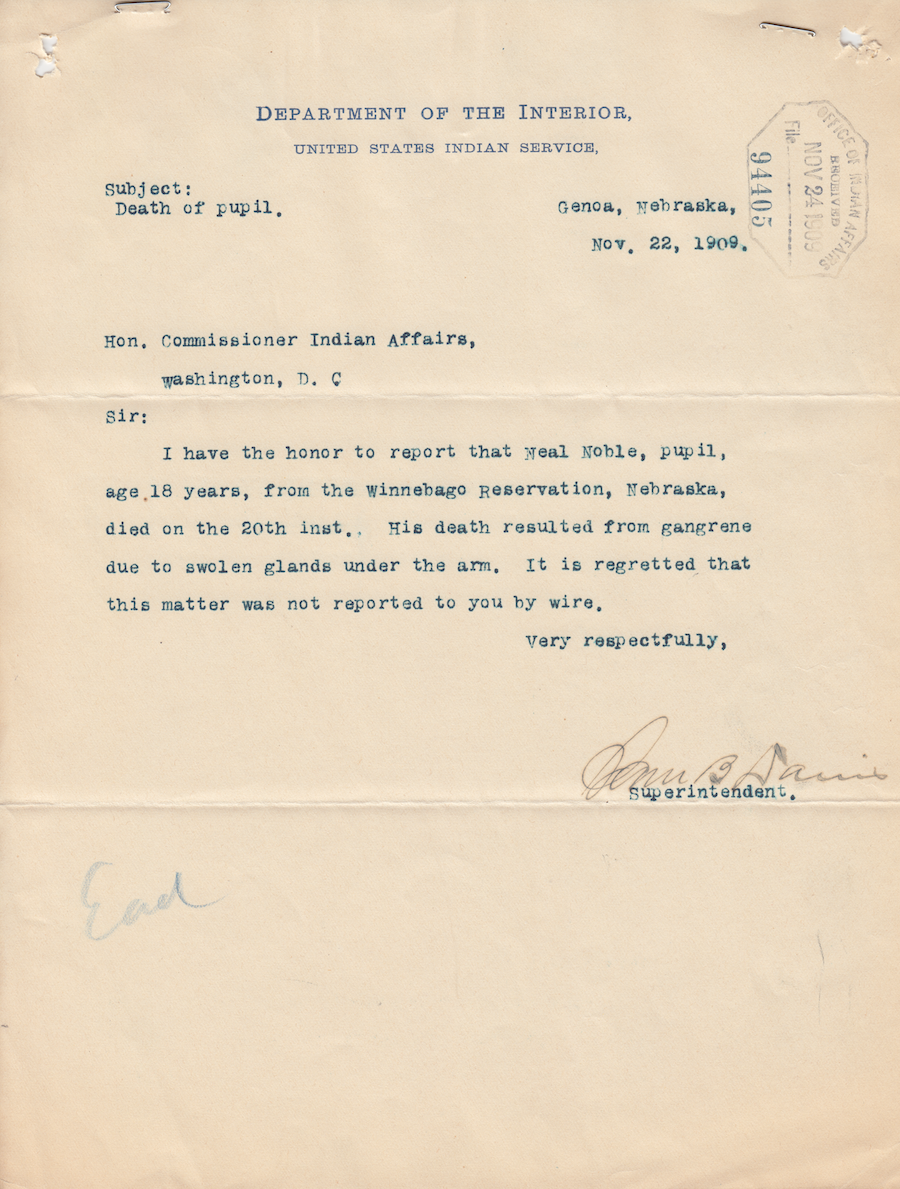 DEPARTMENT OF THE INTERIOR,
UNITED STATES INDIAN SERVICE,
OFFICE OF INDIAN AFFAIRS
RECEIVED
NOV 24 1909
File
94405
Subject:
Death of pupil.
Genoa, Nebraska,
Nov. 22, 1909.
Hon. Commissioner Indian Affairs,
Washington, D. C
Sir:
I have the honor to report that Neal Noble, pupil,
age 18 years, from the Winnebago Reservation, Nebraska,
died on the 20th inst.. His death resulted from gangrene
due to swolen glands under the arm. It is regretted that
this matter was not reported to you by wire.
Very respectfully,
B Davis
Superintendent.